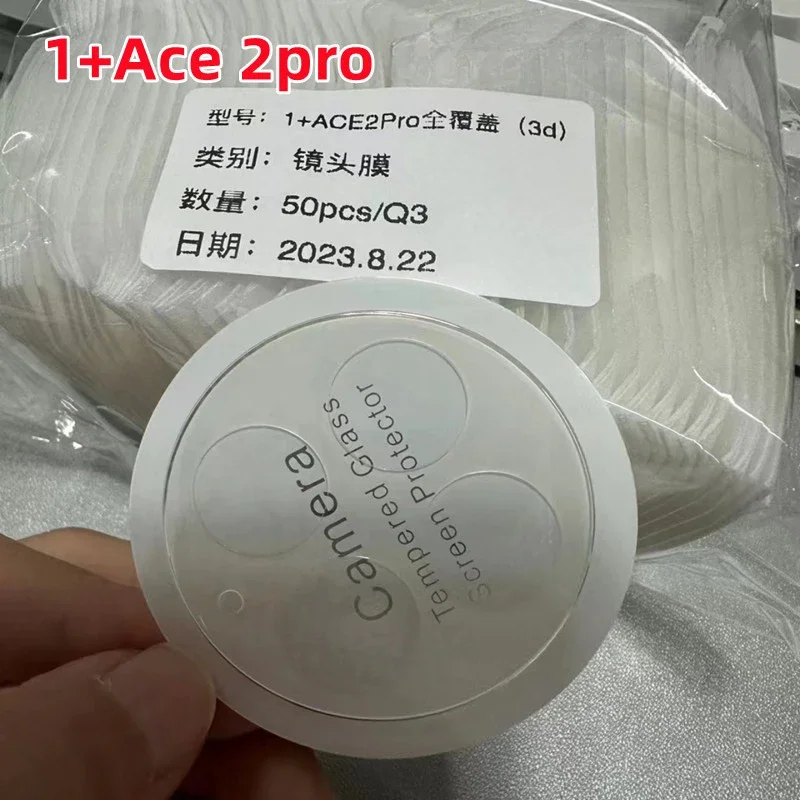 1+Ace 2pro
型号：1+ACE2Pro全覆盖（3d）
类别：镜头膜
数量：50pcs/Q3
日期：2023.8.22
Camera
Tempered Glass
Screen Protector